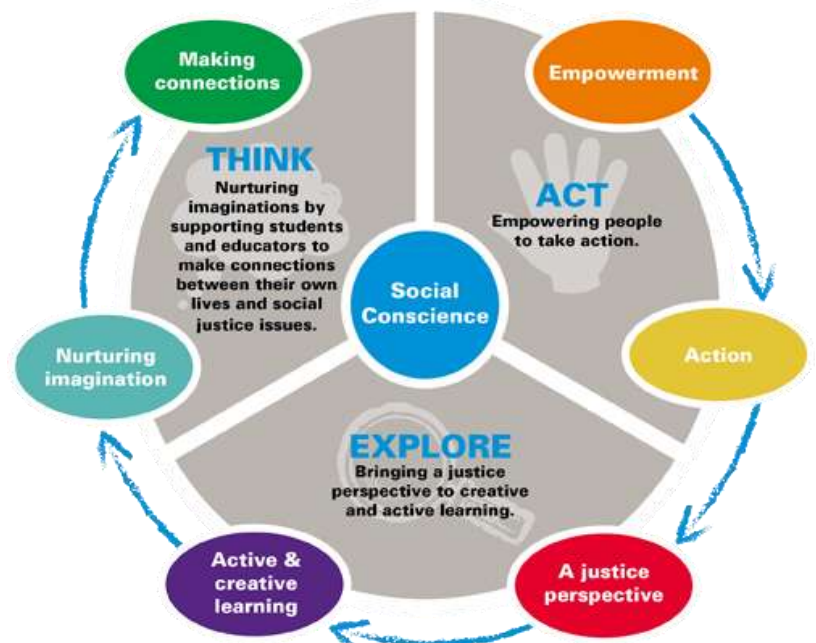 Making
connections
Empowerment
THINK
Nurturing
imaginations by
supporting students
and educators to
make connections
between their own
lives and social
justice issues.
ACT
Empowering people
to take action.
Social
Conscience
Nurturing
imagination
Action
EXPLORE
Bringing a justice
perspective to creative
and active learning.
Active &
creative
learning
A justice
perspective